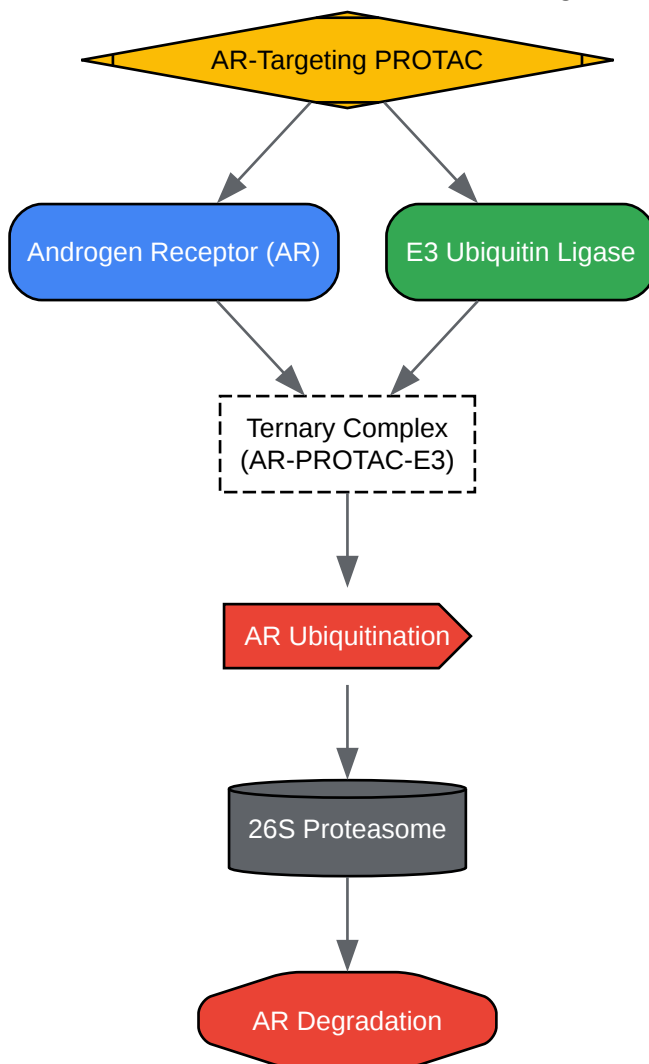 AR-Targeting PROTAC
Androgen Receptor (AR)
E3 Ubiquitin Ligase
Ternary Complex
(AR-PROTAC-E3)
AR Ubiquitination
26S Proteasome
AR Degradation